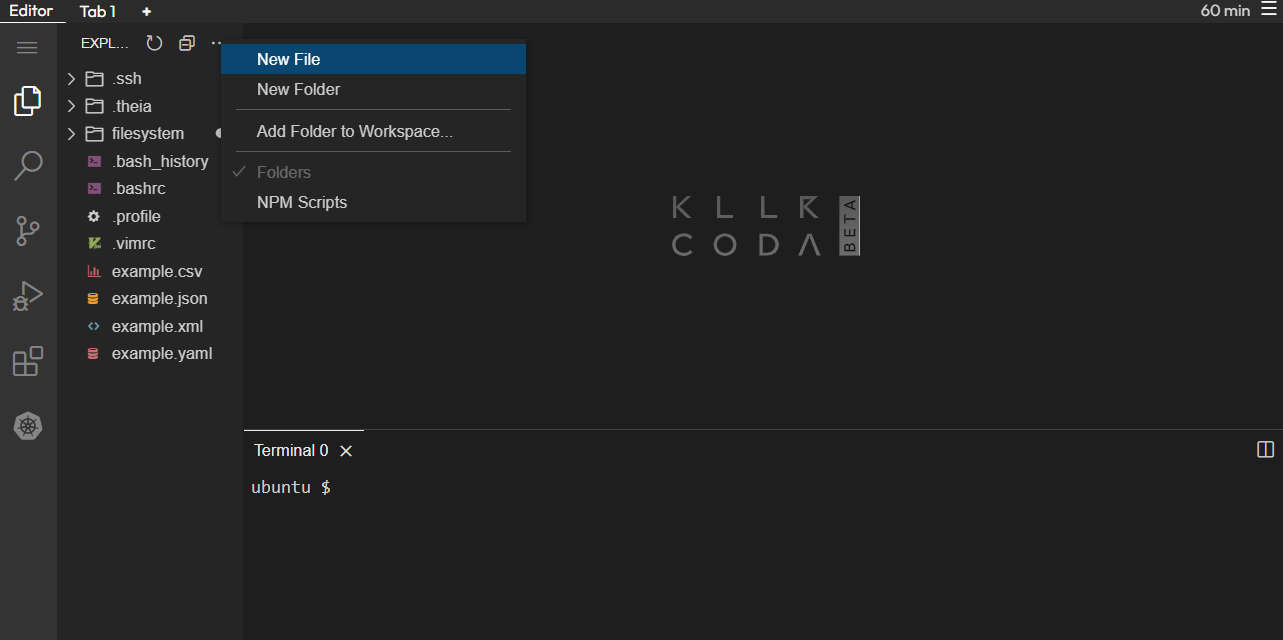 Editor Tab 1 + 60 min
EXPL...
New File
New Folder
Add Folder to Workspace...
Folders
NPM Scripts
.ssh
.theia
filesystem
.bash_history
.bashrc
.profile
.vimrc
example.csv
example.json
example.xml
example.yaml
KLLR
CODA
BETA
Terminal 0
ubuntu $